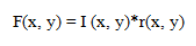 F(x, y) = I (x, y)*r(x, y)